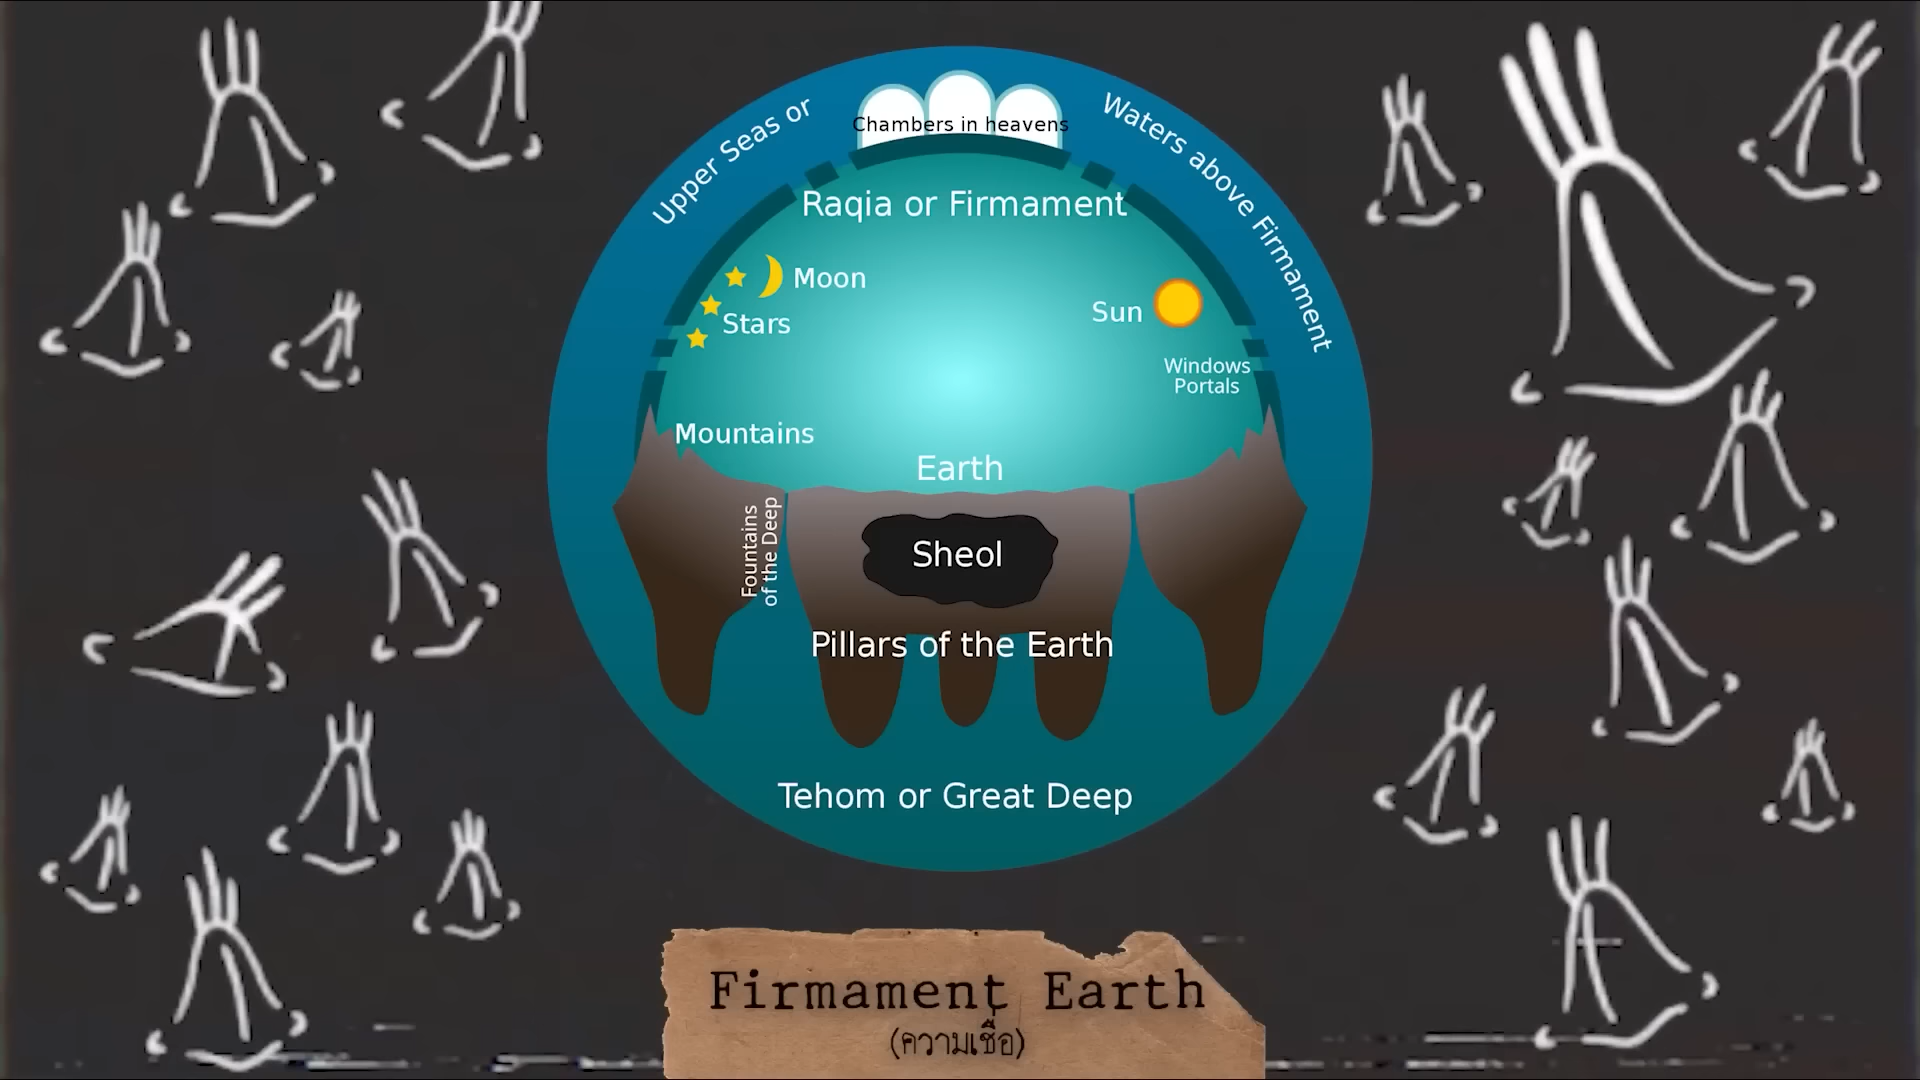 Upper Seas or
Waters above Firmament
Chambers in heavens
Raqia or Firmament
Moon
Stars
Sun
Windows
Portals
Mountains
Earth
Fountains
of the Deep
Sheol
Pillars of the Earth
Tehom or Great Deep
Firmament Earth
(ความเชื่อ)